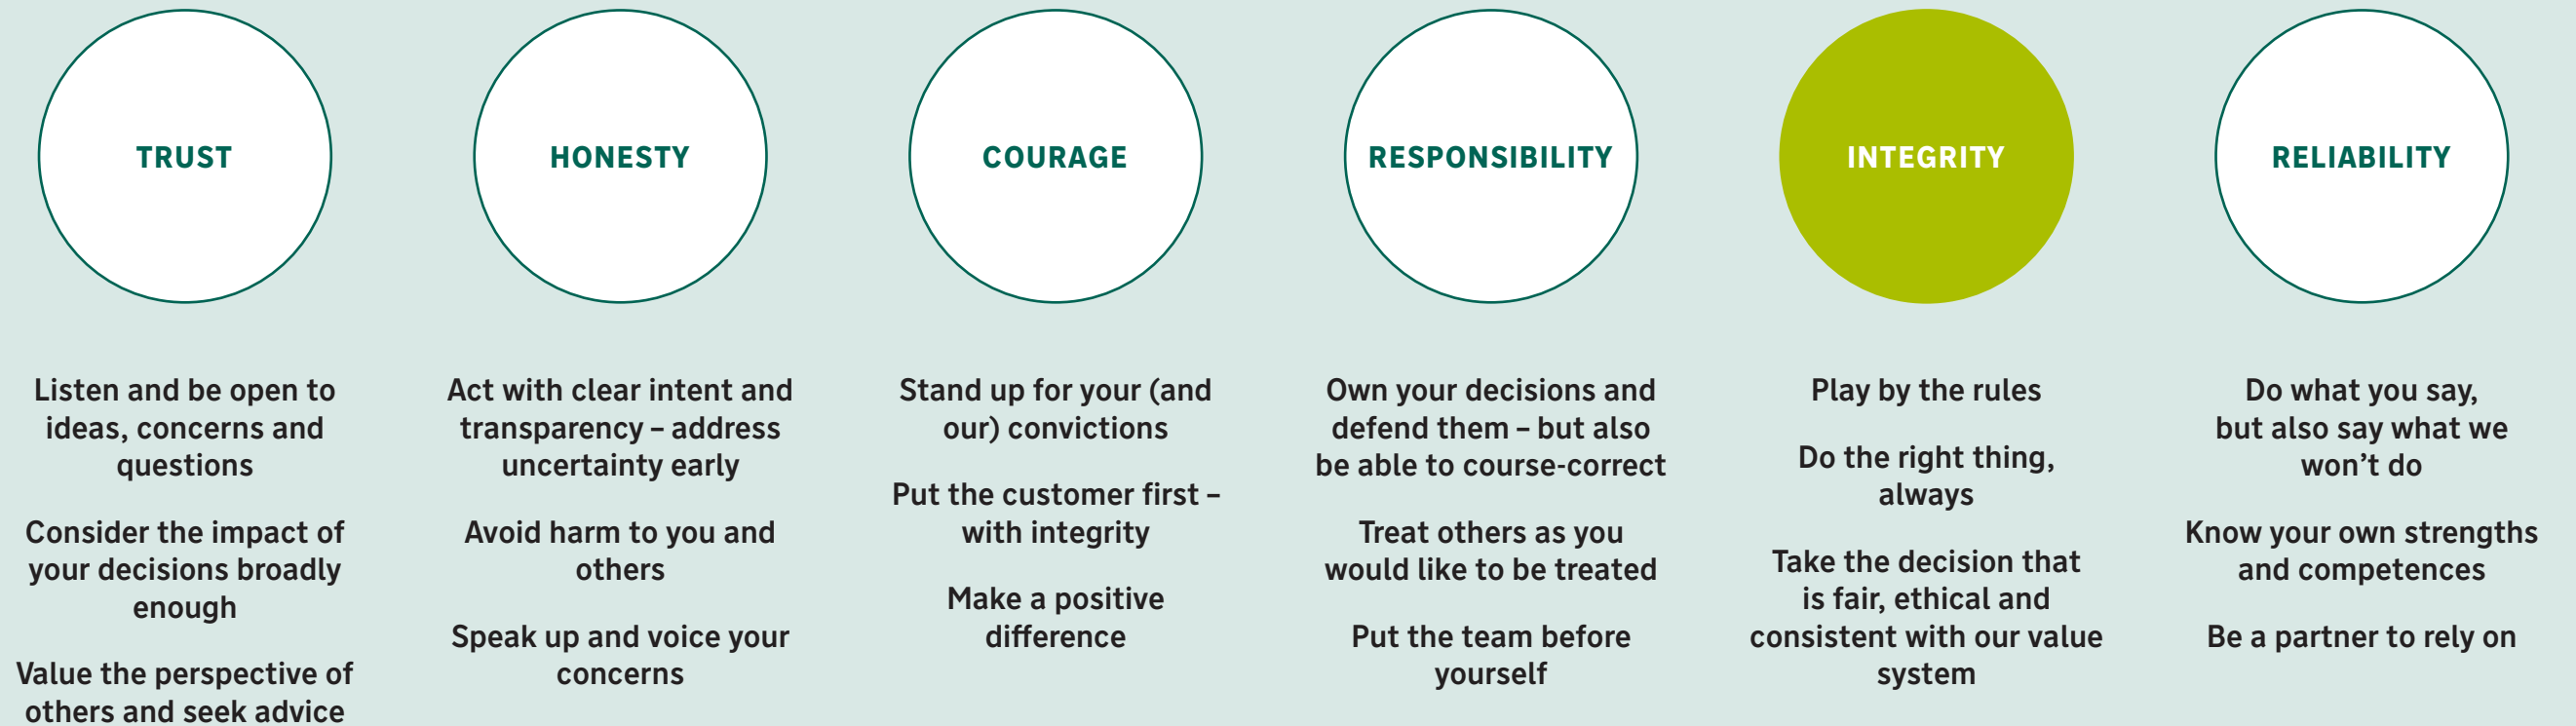 TRUST
Listen and be open to
ideas, concerns and
questions
Consider the impact of
your decisions broadly
enough
Value the perspective of
others and seek advice
HONESTY
Act with clear intent and
transparency – address
uncertainty early
Avoid harm to you and
others
Speak up and voice your
concerns
COURAGE
Stand up for your (and
our) convictions
Put the customer first –
with integrity
Make a positive
difference
RESPONSIBILITY
Own your decisions and
defend them – but also
be able to course-correct
Treat others as you
would like to be treated
Put the team before
yourself
INTEGRITY
Play by the rules
Do the right thing,
always
Take the decision that
is fair, ethical and
consistent with our value
system
RELIABILITY
Do what you say,
but also say what we
won’t do
Know your own strengths
and competences
Be a partner to rely on